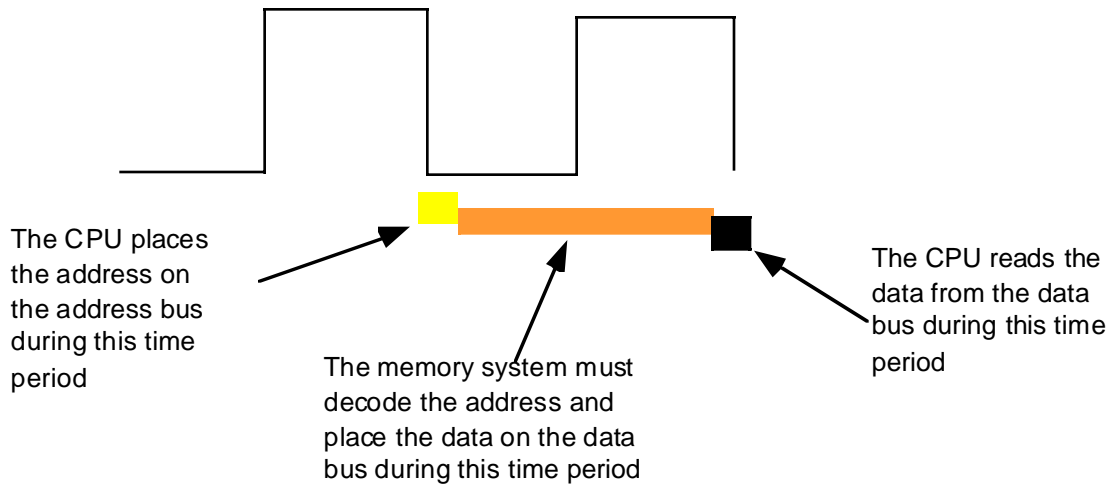 The CPU places
the address on
the address bus
during this time
period
The memory system must
decode the address and
place the data on the data
bus during this time period
The CPU reads the
data from the data
bus during this time
period